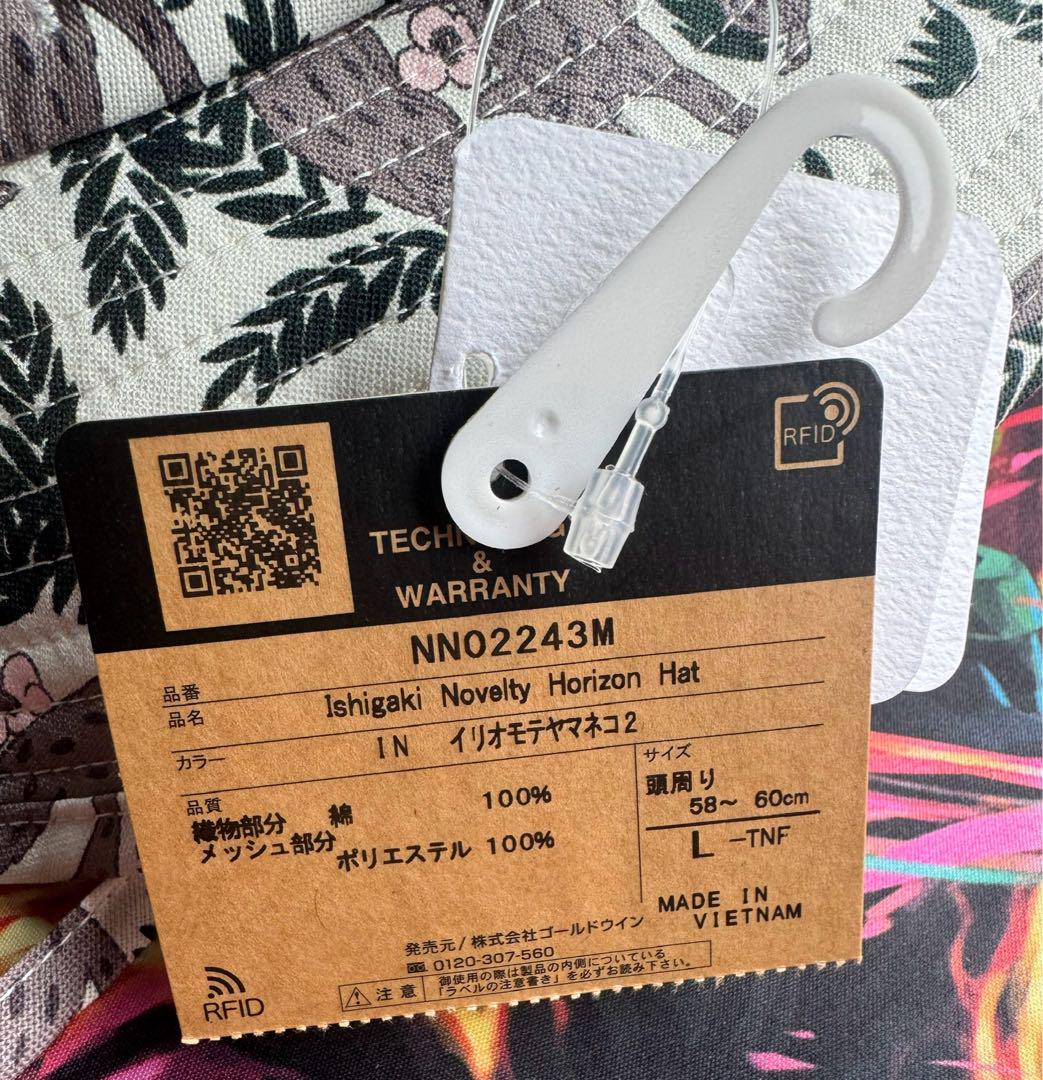 RFID
TECHN
&
WARRANTY
NN02243M
品番
Ishigaki Novelty Horizon Hat
品名
IN イリオモテヤマネコ2
カラー
サイズ
頭周り
58～ 60cm
L -TNF
品質
織物部分 綿 100%
メッシュ部分 ポリエステル 100%
MADE IN
VIETNAM
発売元/株式会社ゴールドウイン
0120-307-560
注意
御使用の際は製品の内側についている
「ラベルの注意書き」を必ずお読み下さい。
RFID